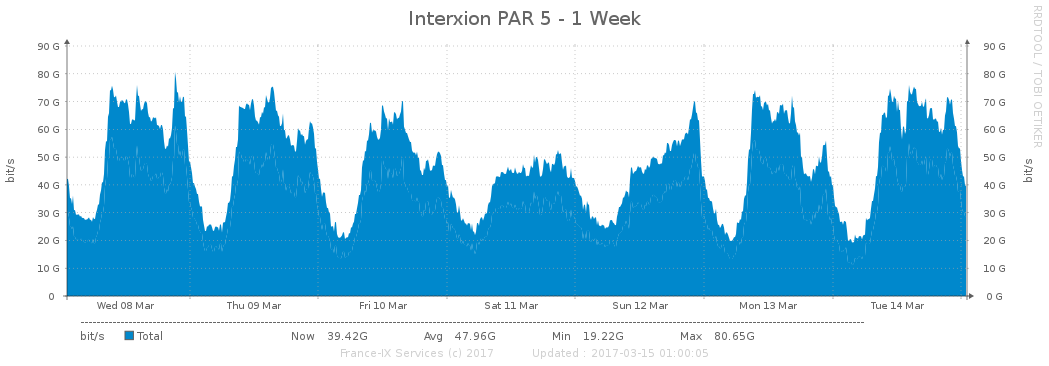 Interxion PAR 5 - 1 Week
RRDTOOL / TOBI OETIKER
bit/s
90 G 90 G
80 G 80 G
70 G 70 G
60 G 60 G
50 G 50 G
40 G 40 G
30 G 30 G
20 G 20 G
10 G 10 G
0 0 G
bit/s
Wed 08 Mar Thu 09 Mar Fri 10 Mar Sat 11 Mar Sun 12 Mar Mon 13 Mar Tue 14 Mar
bit/s Total Now 39.42G Avg 47.96G Min 19.22G Max 80.65G
France-IX Services (c) 2017 Updated : 2017-03-15 01:00:05